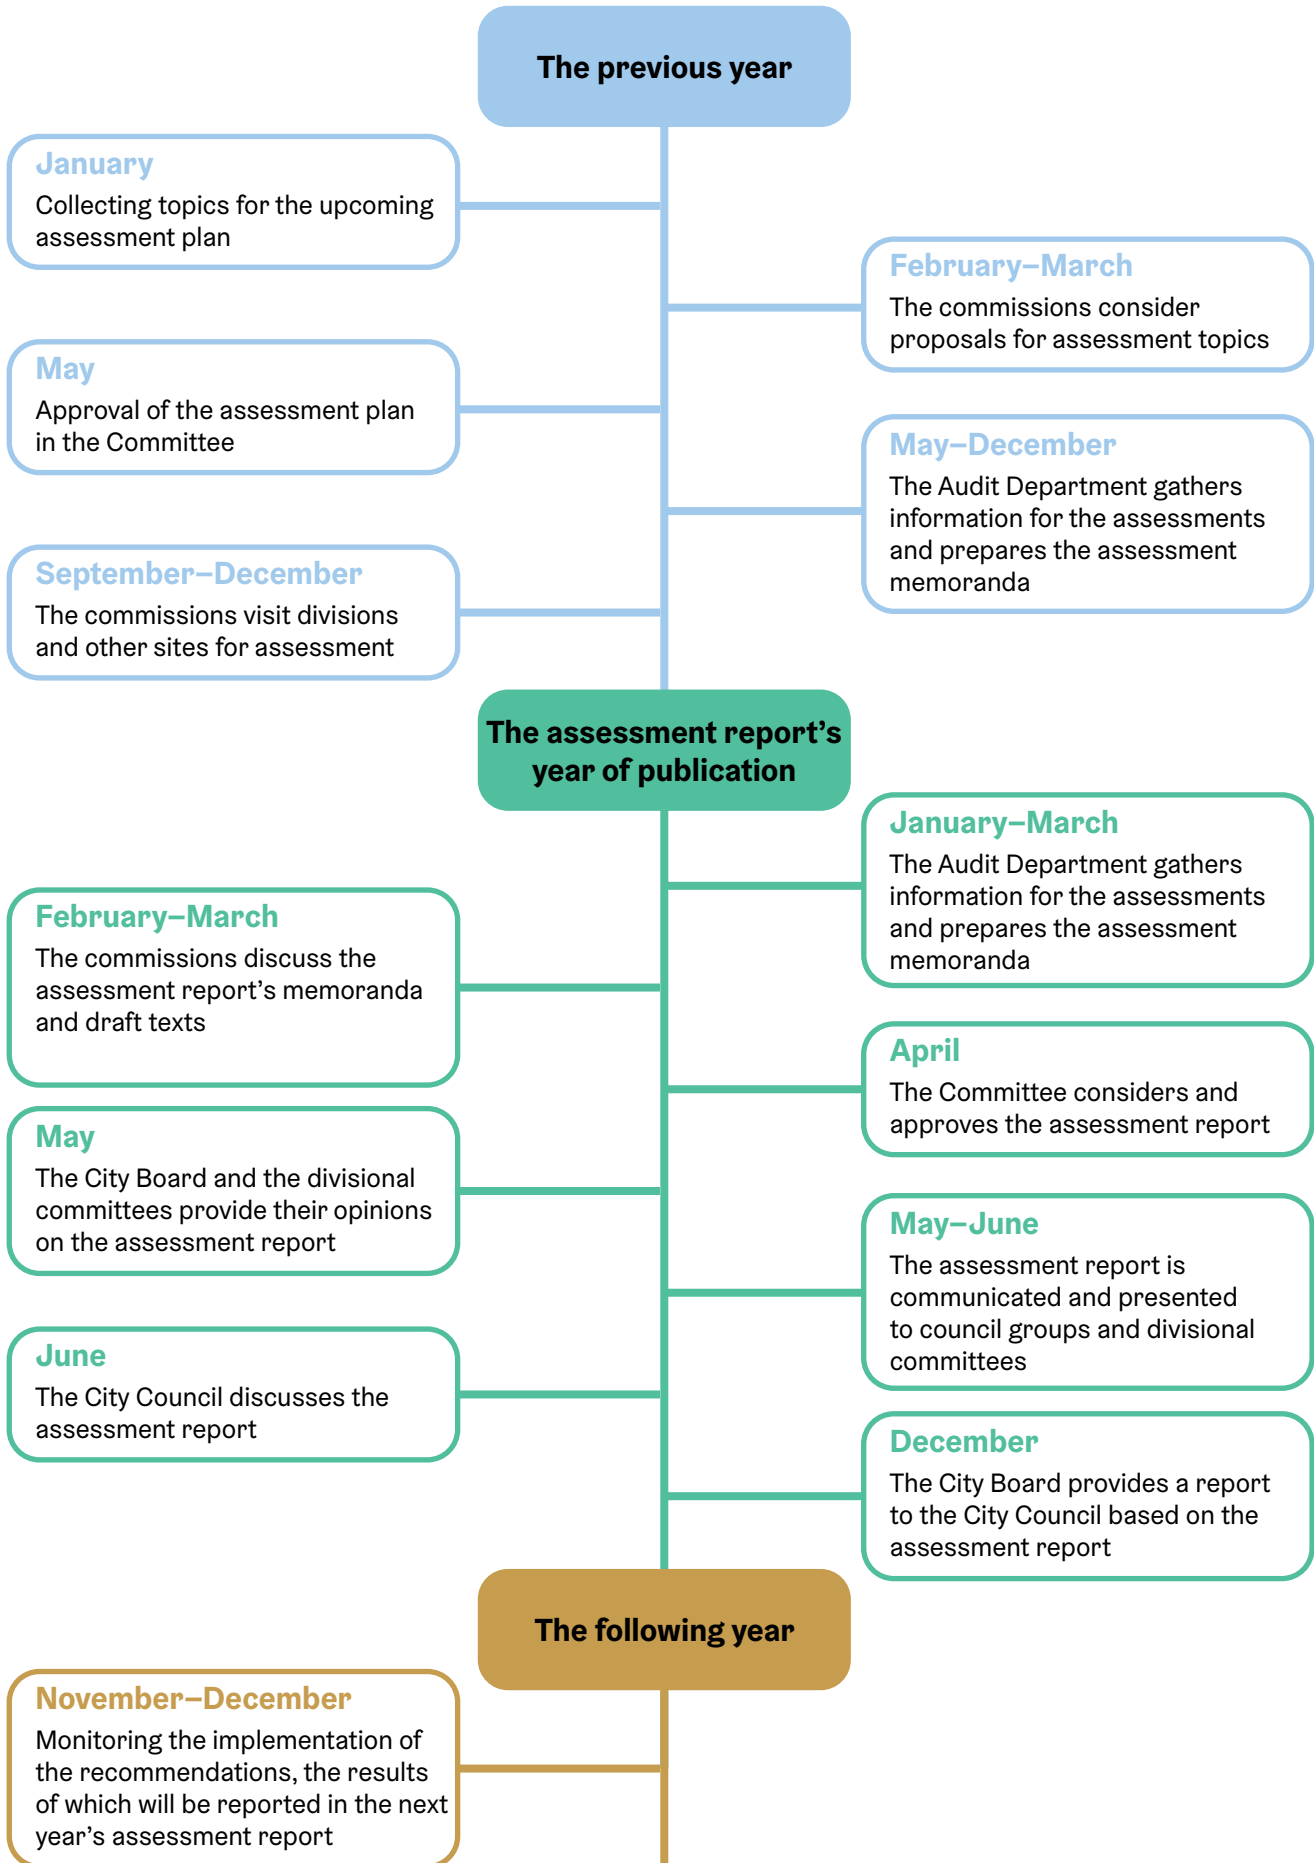 The previous year
January
Collecting topics for the upcoming
assessment plan
February–March
The commissions consider
proposals for assessment topics
May
Approval of the assessment plan
in the Committee
May–December
The Audit Department gathers
information for the assessments
and prepares the assessment
memoranda
September–December
The commissions visit divisions
and other sites for assessment
The assessment report’s
year of publication
January–March
The Audit Department gathers
information for the assessments
and prepares the assessment
memoranda
February–March
The commissions discuss the
assessment report’s memoranda
and draft texts
April
The Committee considers and
approves the assessment report
May
The City Board and the divisional
committees provide their opinions
on the assessment report
May–June
The assessment report is
communicated and presented
to council groups and divisional
committees
June
The City Council discusses the
assessment report
December
The City Board provides a report
to the City Council based on the
assessment report
The following year
November–December
Monitoring the implementation of
the recommendations, the results
of which will be reported in the next
year’s assessment report